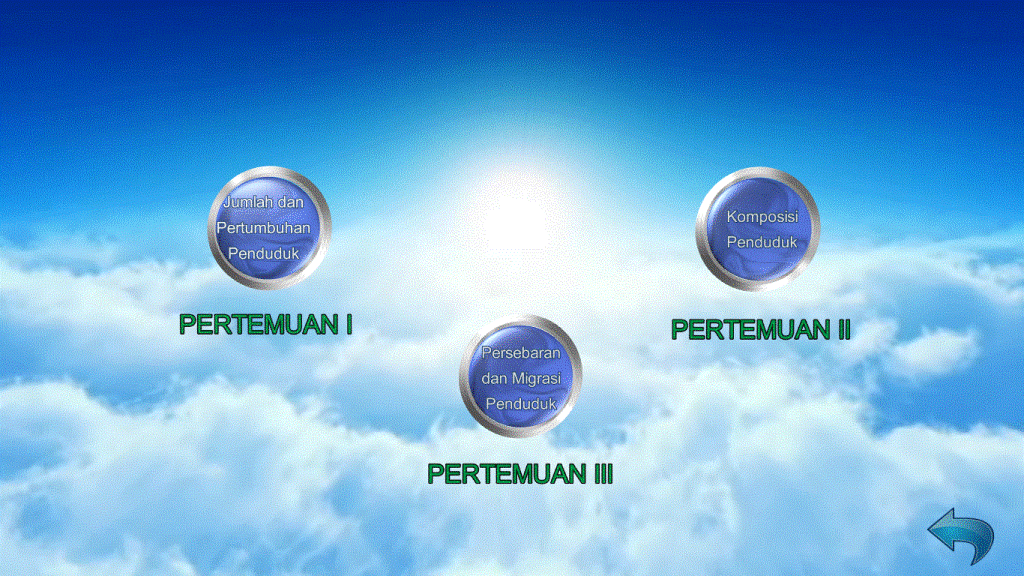 Jumlah dan
Pertumbuhan
Penduduk
PERTEMUAN I
Komposisi
Penduduk
PERTEMUAN II
Persebaran
dan Migrasi
Penduduk
PERTEMUAN III